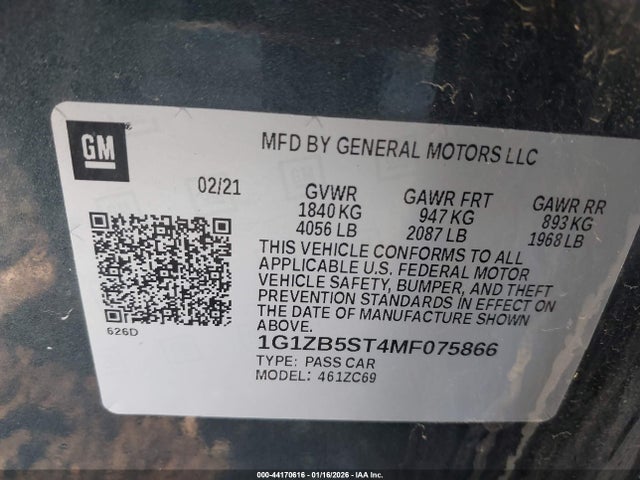 GM
MFD BY GENERAL MOTORS LLC
02/21
GVWR
1840 KG
4056 LB
GAWR FRT
947 KG
2087 LB
GAWR RR
893 KG
1968 LB
THIS VEHICLE CONFORMS TO ALL
APPLICABLE U.S. FEDERAL MOTOR
VEHICLE SAFETY, BUMPER, AND THEFT
PREVENTION STANDARDS IN EFFECT ON
THE DATE OF MANUFACTURE SHOWN
ABOVE.
626D
1G1ZB5ST4MF075866
TYPE: PASS CAR
MODEL: 461ZC69
000-44170616 - 01/16/2026 - IAA Inc.